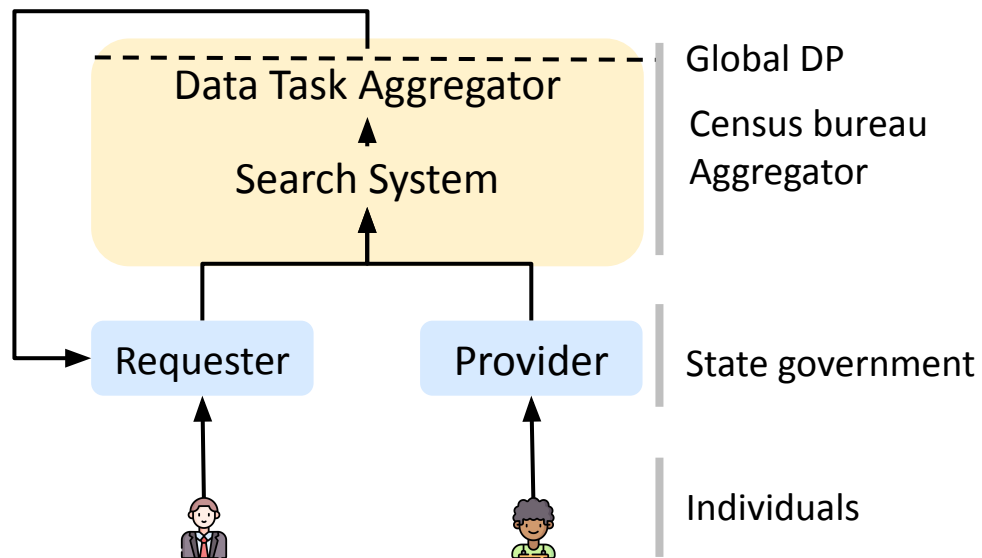 Global DP
Data Task Aggregator
Census bureau
Aggregator
Search System
Requester
Provider
State government
Individuals